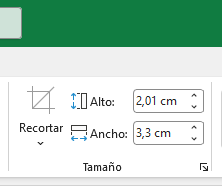 Alto: 2,01 cm
Recortar Ancho: 3,3 cm
Tamaño